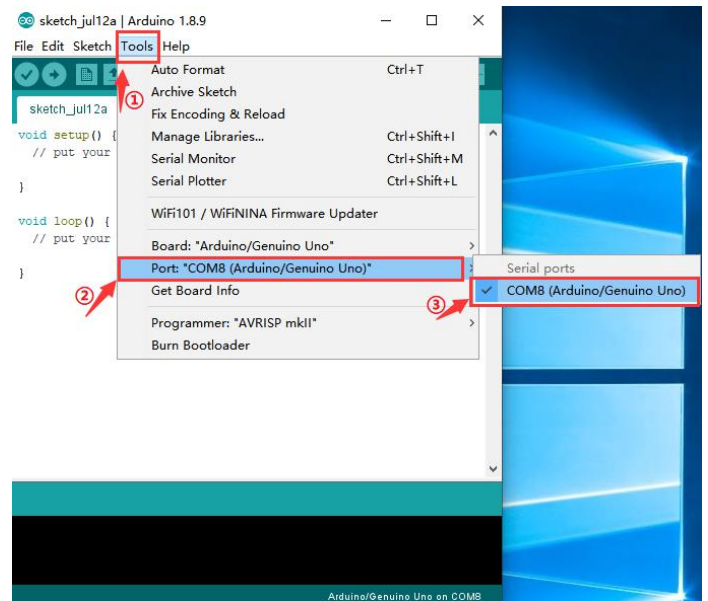 sketch_jul12a | Arduino 1.8.9
File Edit Sketch Tools Help
①
sketch_jul12a
void setup() {
// put your
}
void loop() {
// put your
}
Auto Format Ctrl+T
Archive Sketch
Fix Encoding & Reload
Manage Libraries... Ctrl+Shift+I
Serial Monitor Ctrl+Shift+M
Serial Plotter Ctrl+Shift+L
WiFi101 / WiFiNINA Firmware Updater
Board: "Arduino/Genuino Uno"
Port: "COM8 (Arduino/Genuino Uno)"
②
Get Board Info
Programmer: "AVRISP mkII"
Burn Bootloader
Serial ports
COM8 (Arduino/Genuino Uno)
③
Arduino/Genuino Uno on COM8